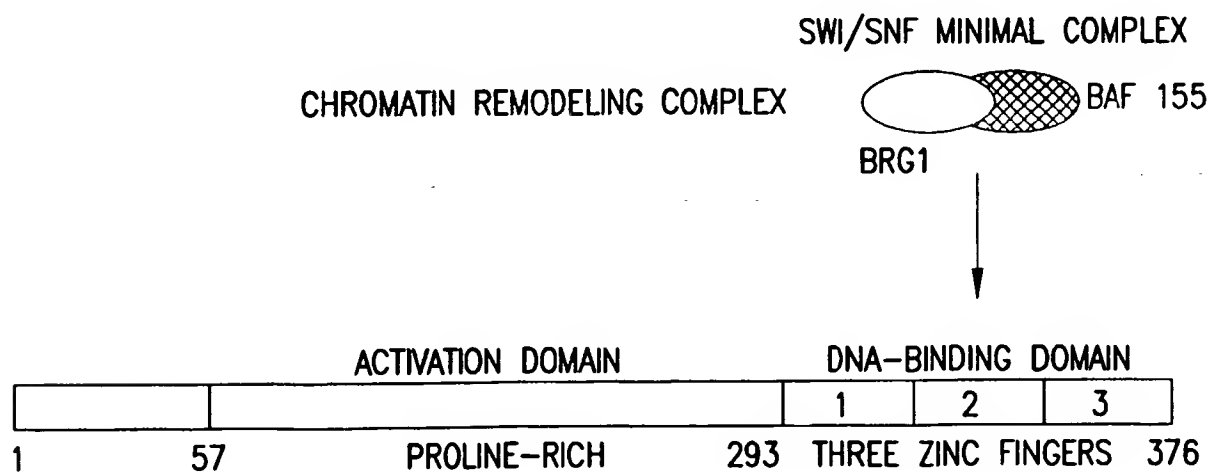 SWI/SNF MINIMAL COMPLEX
CHROMATIN REMODELING COMPLEX
BAF 155
BRG1
ACTIVATION DOMAIN DNA-BINDING DOMAIN
1 2 3
1 57 PROLINE-RICH 293 THREE ZINC FINGERS 376